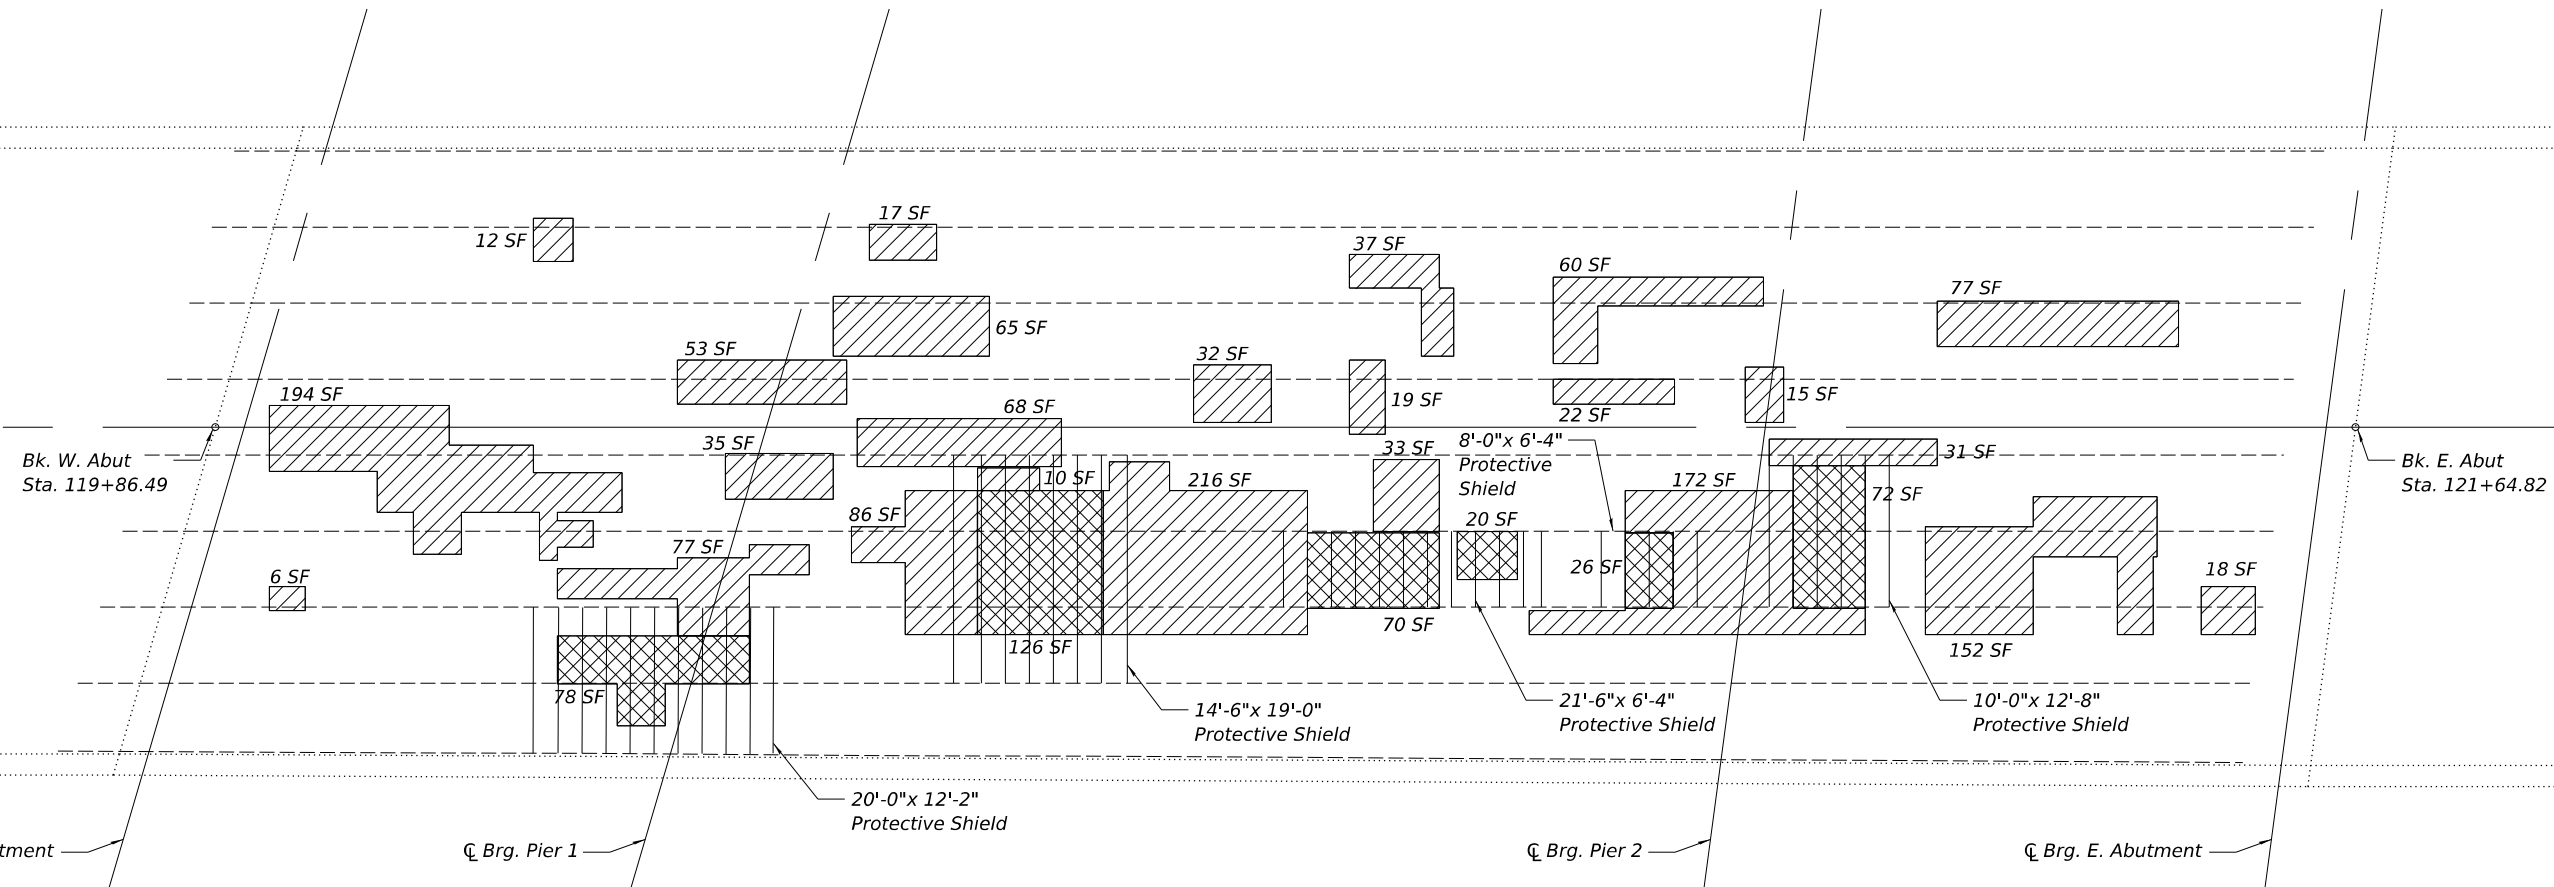 17 SF
12 SF
37 SF
60 SF
77 SF
65 SF
53 SF
32 SF
194 SF
19 SF
15 SF
68 SF
22 SF
35 SF
8'-0"x 6'-4"
Protective
Shield
33 SF
31 SF
Bk. W. Abut
Sta. 119+86.49
Bk. E. Abut
Sta. 121+64.82
10 SF
216 SF
172 SF
72 SF
86 SF
20 SF
77 SF
26 SF
6 SF
18 SF
70 SF
126 SF
152 SF
78 SF
14'-6"x 19'-0"
Protective Shield
21'-6"x 6'-4"
Protective Shield
10'-0"x 12'-8"
Protective Shield
20'-0"x 12'-2"
Protective Shield
tment
℄ Brg. Pier 1
℄ Brg. Pier 2
℄ Brg. E. Abutment